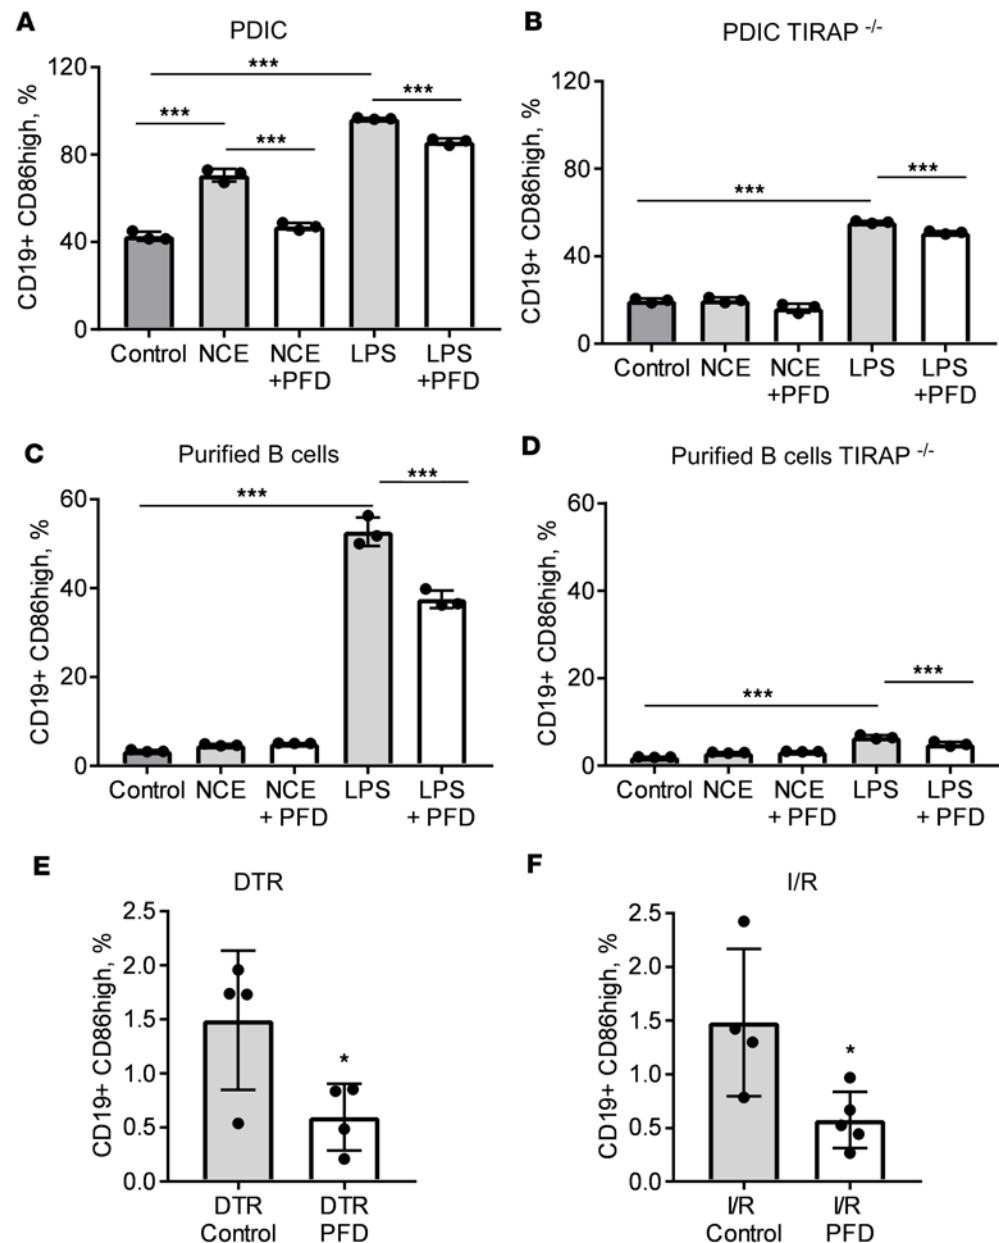 A
PDIC
CD19+ CD86high, %
120
80
40
0
***
***
***
***
Control NCE NCE +PFD LPS LPS +PFD
B
PDIC TIRAP -/-
CD19+ CD86high, %
120
80
40
0
***
***
Control NCE NCE +PFD LPS LPS +PFD
C
Purified B cells
CD19+ CD86high, %
60
40
20
0
***
***
Control NCE NCE + PFD LPS LPS + PFD
D
Purified B cells TIRAP -/-
CD19+ CD86high, %
60
40
20
0
***
***
Control NCE NCE + PFD LPS LPS + PFD
E
DTR
CD19+ CD86high, %
2.5
2.0
1.5
1.0
0.5
0.0
*
DTR Control
DTR PFD
F
I/R
CD19+ CD86high, %
2.5
2.0
1.5
1.0
0.5
0.0
*
I/R Control
I/R PFD